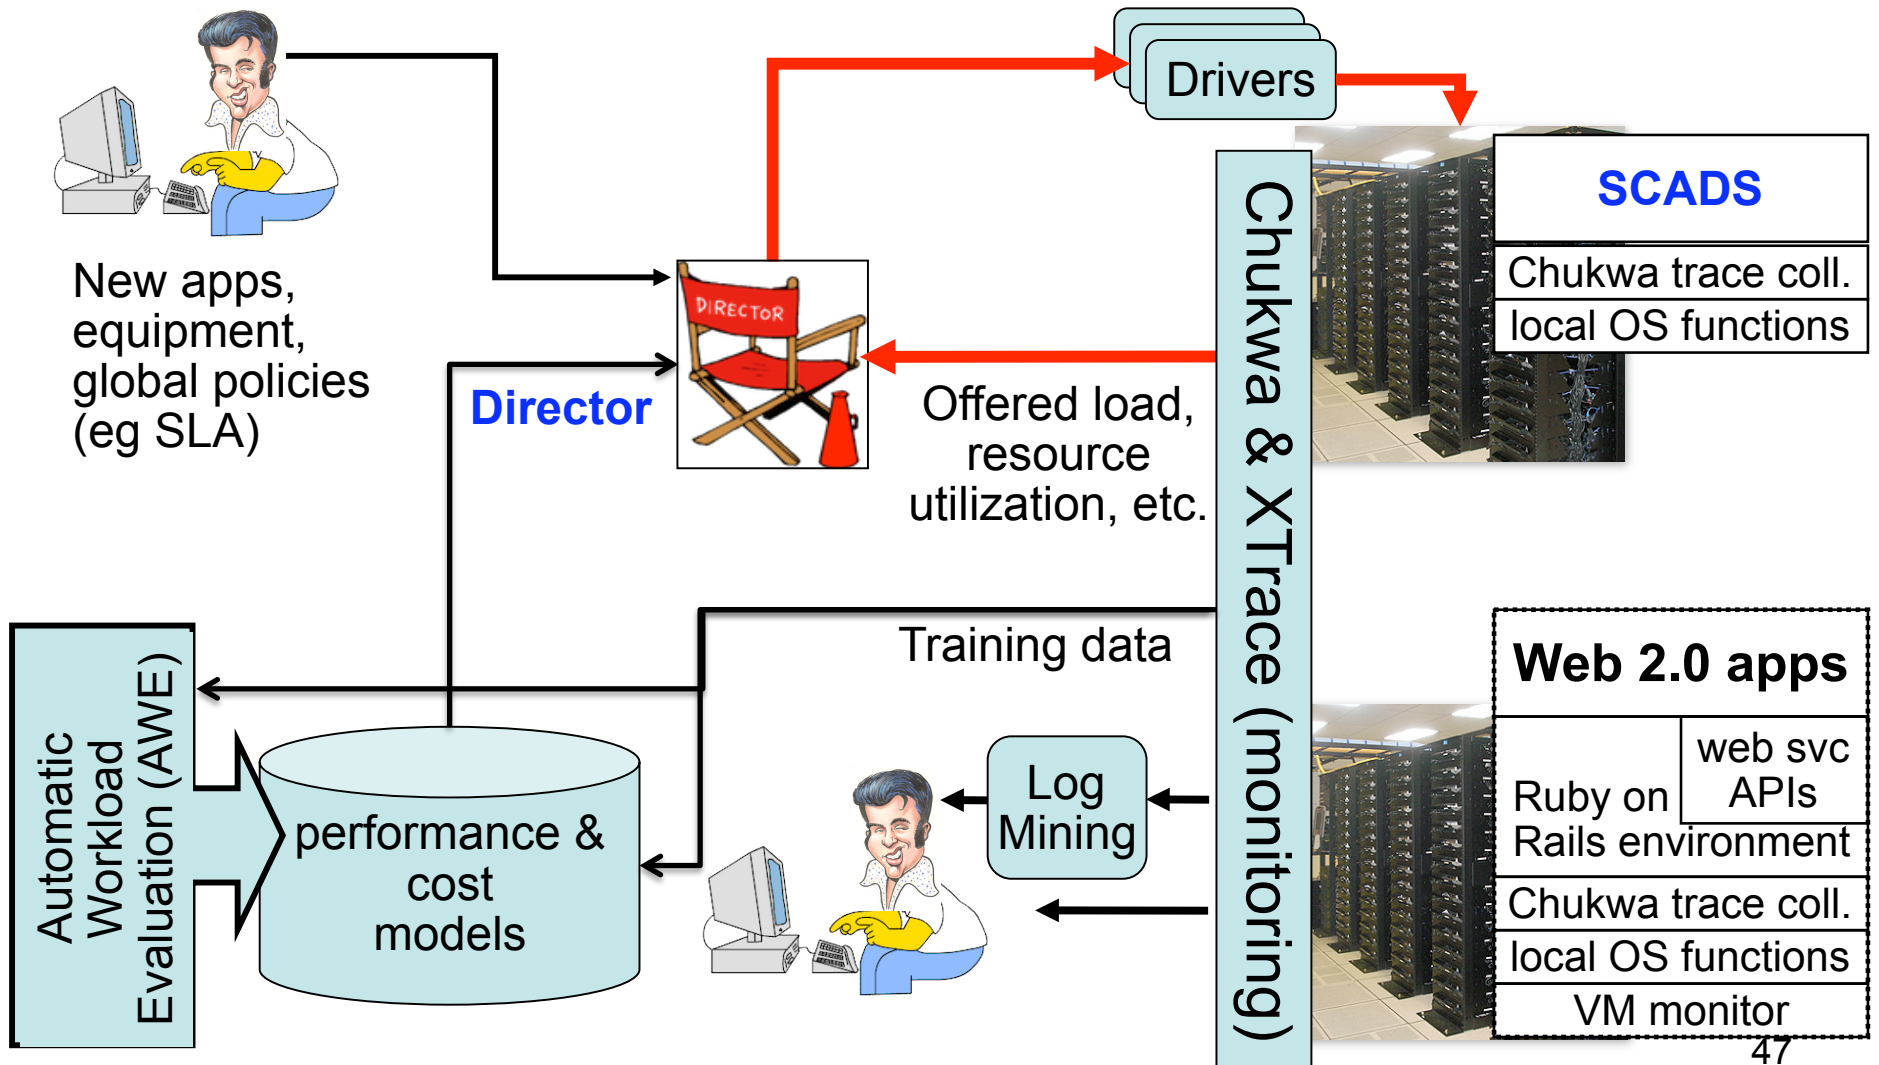 Drivers
SCADS
Chukwa trace coll.
local OS functions
New apps,
equipment,
global policies
(eg SLA)
DIRECTOR
Director
Offered load,
resource
utilization, etc.
Chukwa & XTrace (monitoring)
Training data
Automatic
Workload
Evaluation (AWE)
performance &
cost
models
Log
Mining
Web 2.0 apps
web svc
APIs
Ruby on
Rails environment
Chukwa trace coll.
local OS functions
VM monitor
47